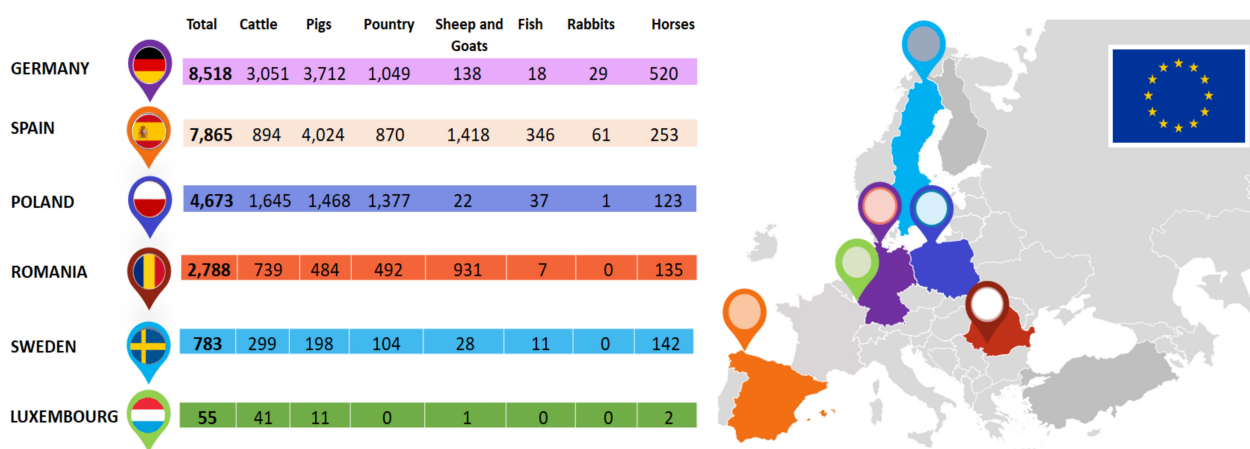 Total Cattle Pigs Pountry Sheep and Goats Fish Rabbits Horses
GERMANY 8,518 3,051 3,712 1,049 138 18 29 520
SPAIN 7,865 894 4,024 870 1,418 346 61 253
POLAND 4,673 1,645 1,468 1,377 22 37 1 123
ROMANIA 2,788 739 484 492 931 7 0 135
SWEDEN 783 299 198 104 28 11 0 142
LUXEMBOURG 55 41 11 0 1 0 0 2